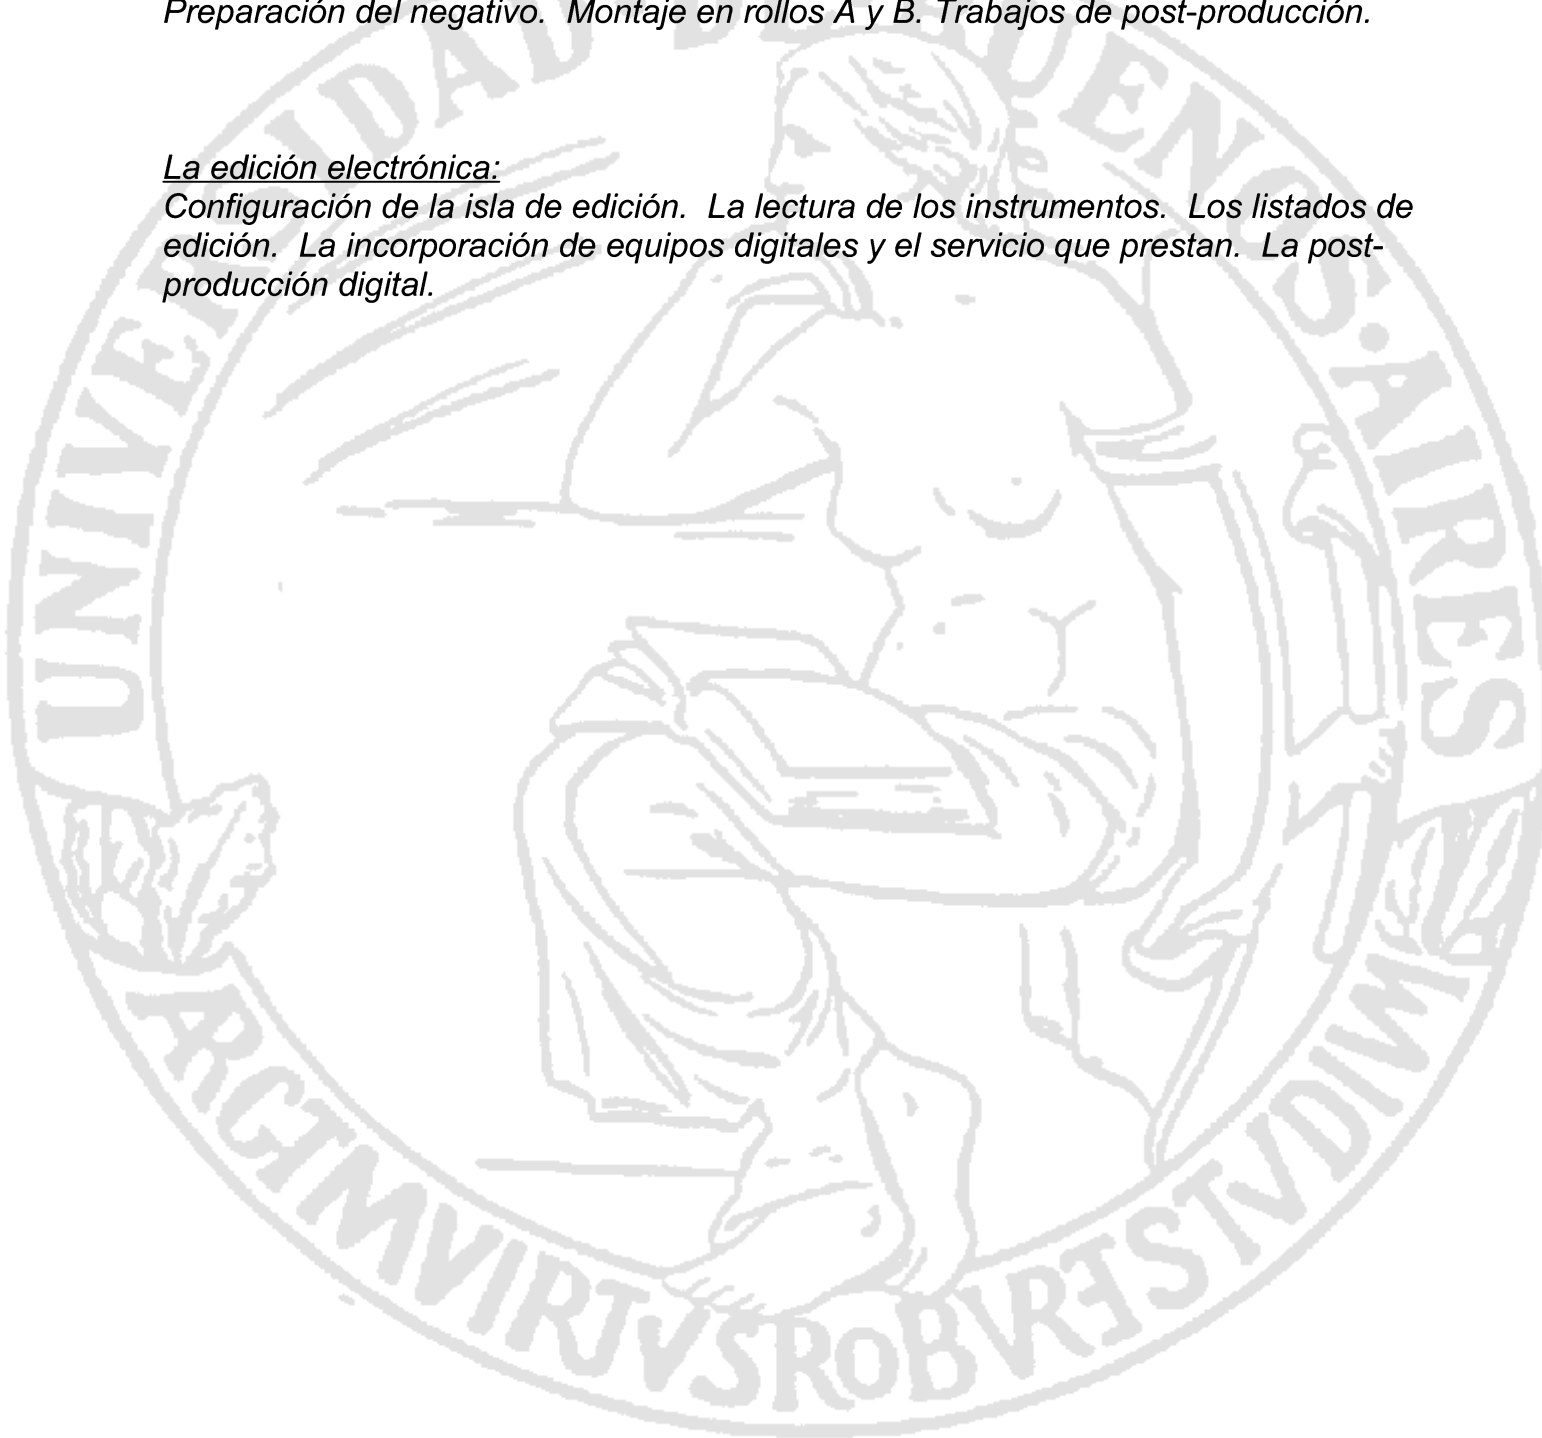 Preparación del negativo.  Montaje en rollos A y B. Trabajos de post-producción.
La edición electrónica:
Configuración de la isla de edición.  La lectura de los instrumentos.  Los listados de
edición.  La incorporación de equipos digitales y el servicio que prestan.  La post-
producción digital.
UNIVERSIDAD DE BUENOS·AIRES
ARGTMVIRTVSROBVRESTVDIVM